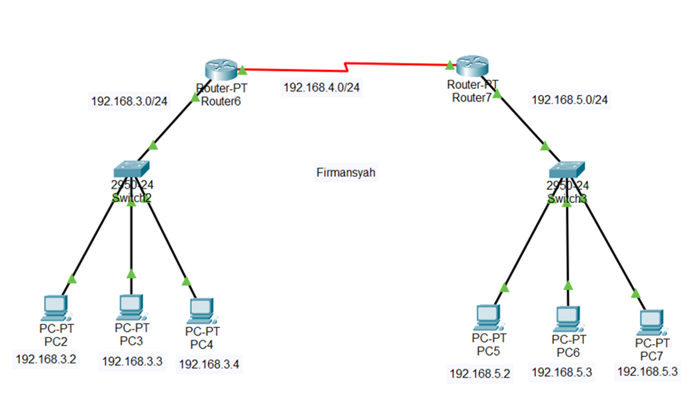 Router-PT
Router6
192.168.4.0/24
Router-PT
Router7
192.168.3.0/24
192.168.5.0/24
Firmansyah
2950-24
Switch2
2950-24
Switch3
PC-PT
PC2
192.168.3.2
PC-PT
PC3
192.168.3.3
PC-PT
PC4
192.168.3.4
PC-PT
PC5
192.168.5.2
PC-PT
PC6
192.168.5.3
PC-PT
PC7
192.168.5.3